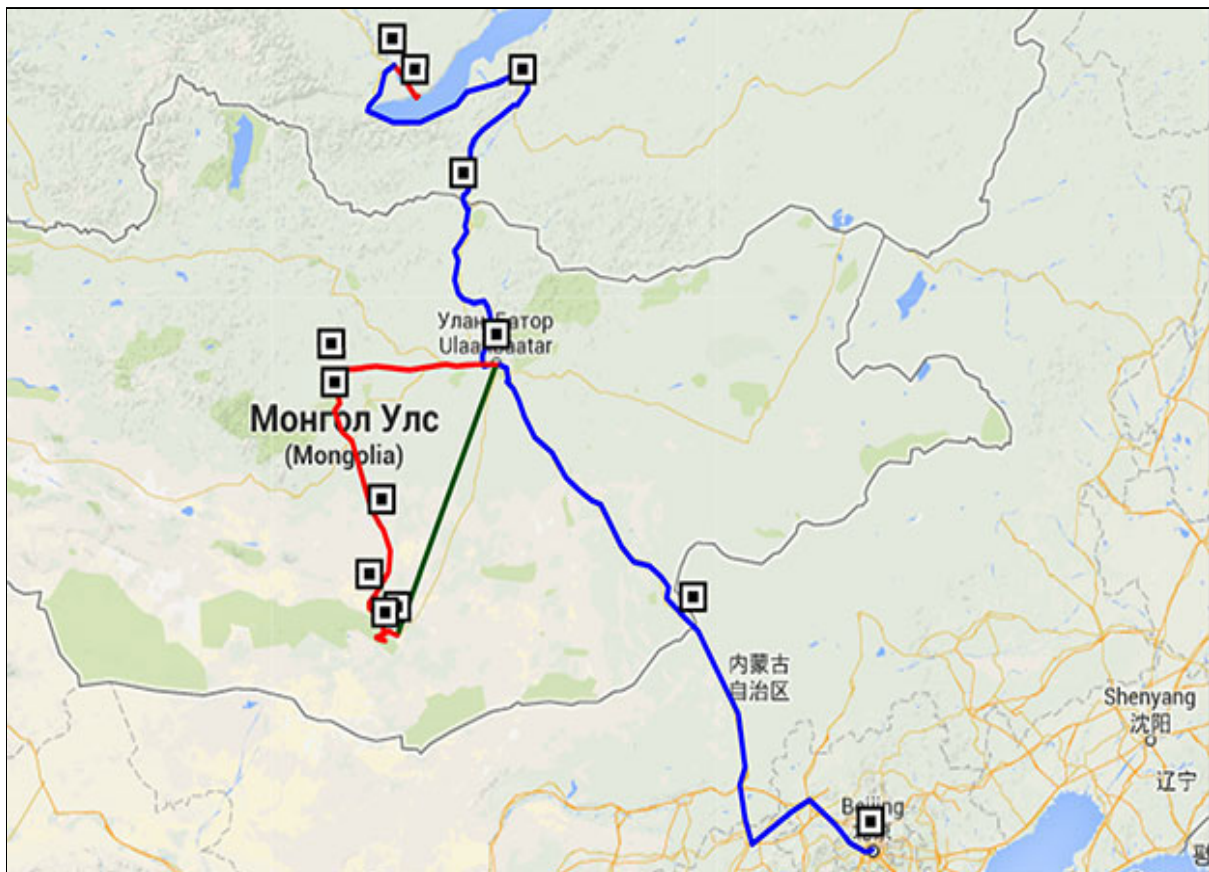 Улан-Батор
Ulaanbaatar
Монгол Улс
(Mongolia)
内蒙古
自治区
Shenyang
沈阳
辽宁
Beijing